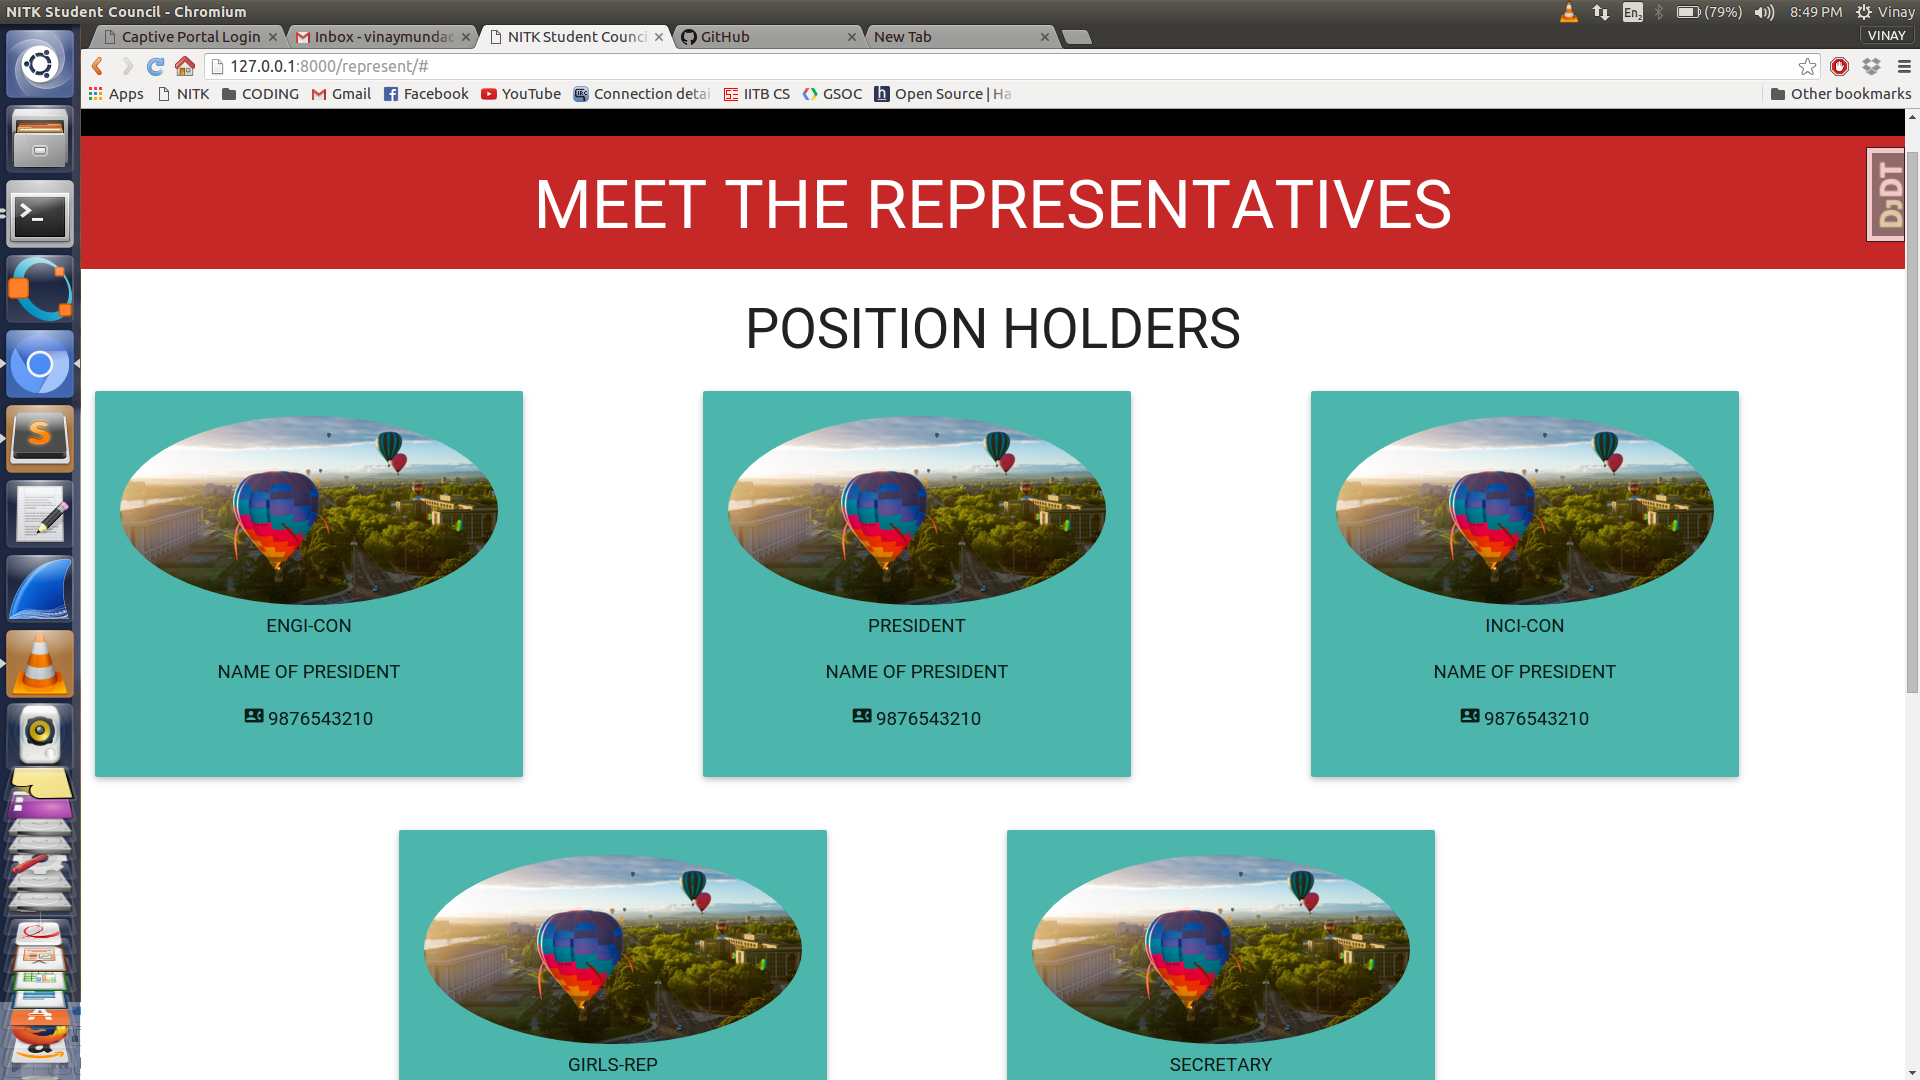 NITK Student Council - Chromium
En2
(79%)
8:49 PM
Vinay
Captive Portal Login
Inbox - vinaymundac
NITK Student Counci
GitHub
New Tab
VINAY
127.0.0.1:8000/represent/#
Apps
NITK
CODING
Gmail
Facebook
YouTube
Connection detai
IITB CS
GSOC
h
Open Source | Ha
Other bookmarks
MEET THE REPRESENTATIVES
DJDT
POSITION HOLDERS
ENGI-CON
NAME OF PRESIDENT
9876543210
PRESIDENT
NAME OF PRESIDENT
9876543210
INCI-CON
NAME OF PRESIDENT
9876543210
GIRLS-REP
SECRETARY